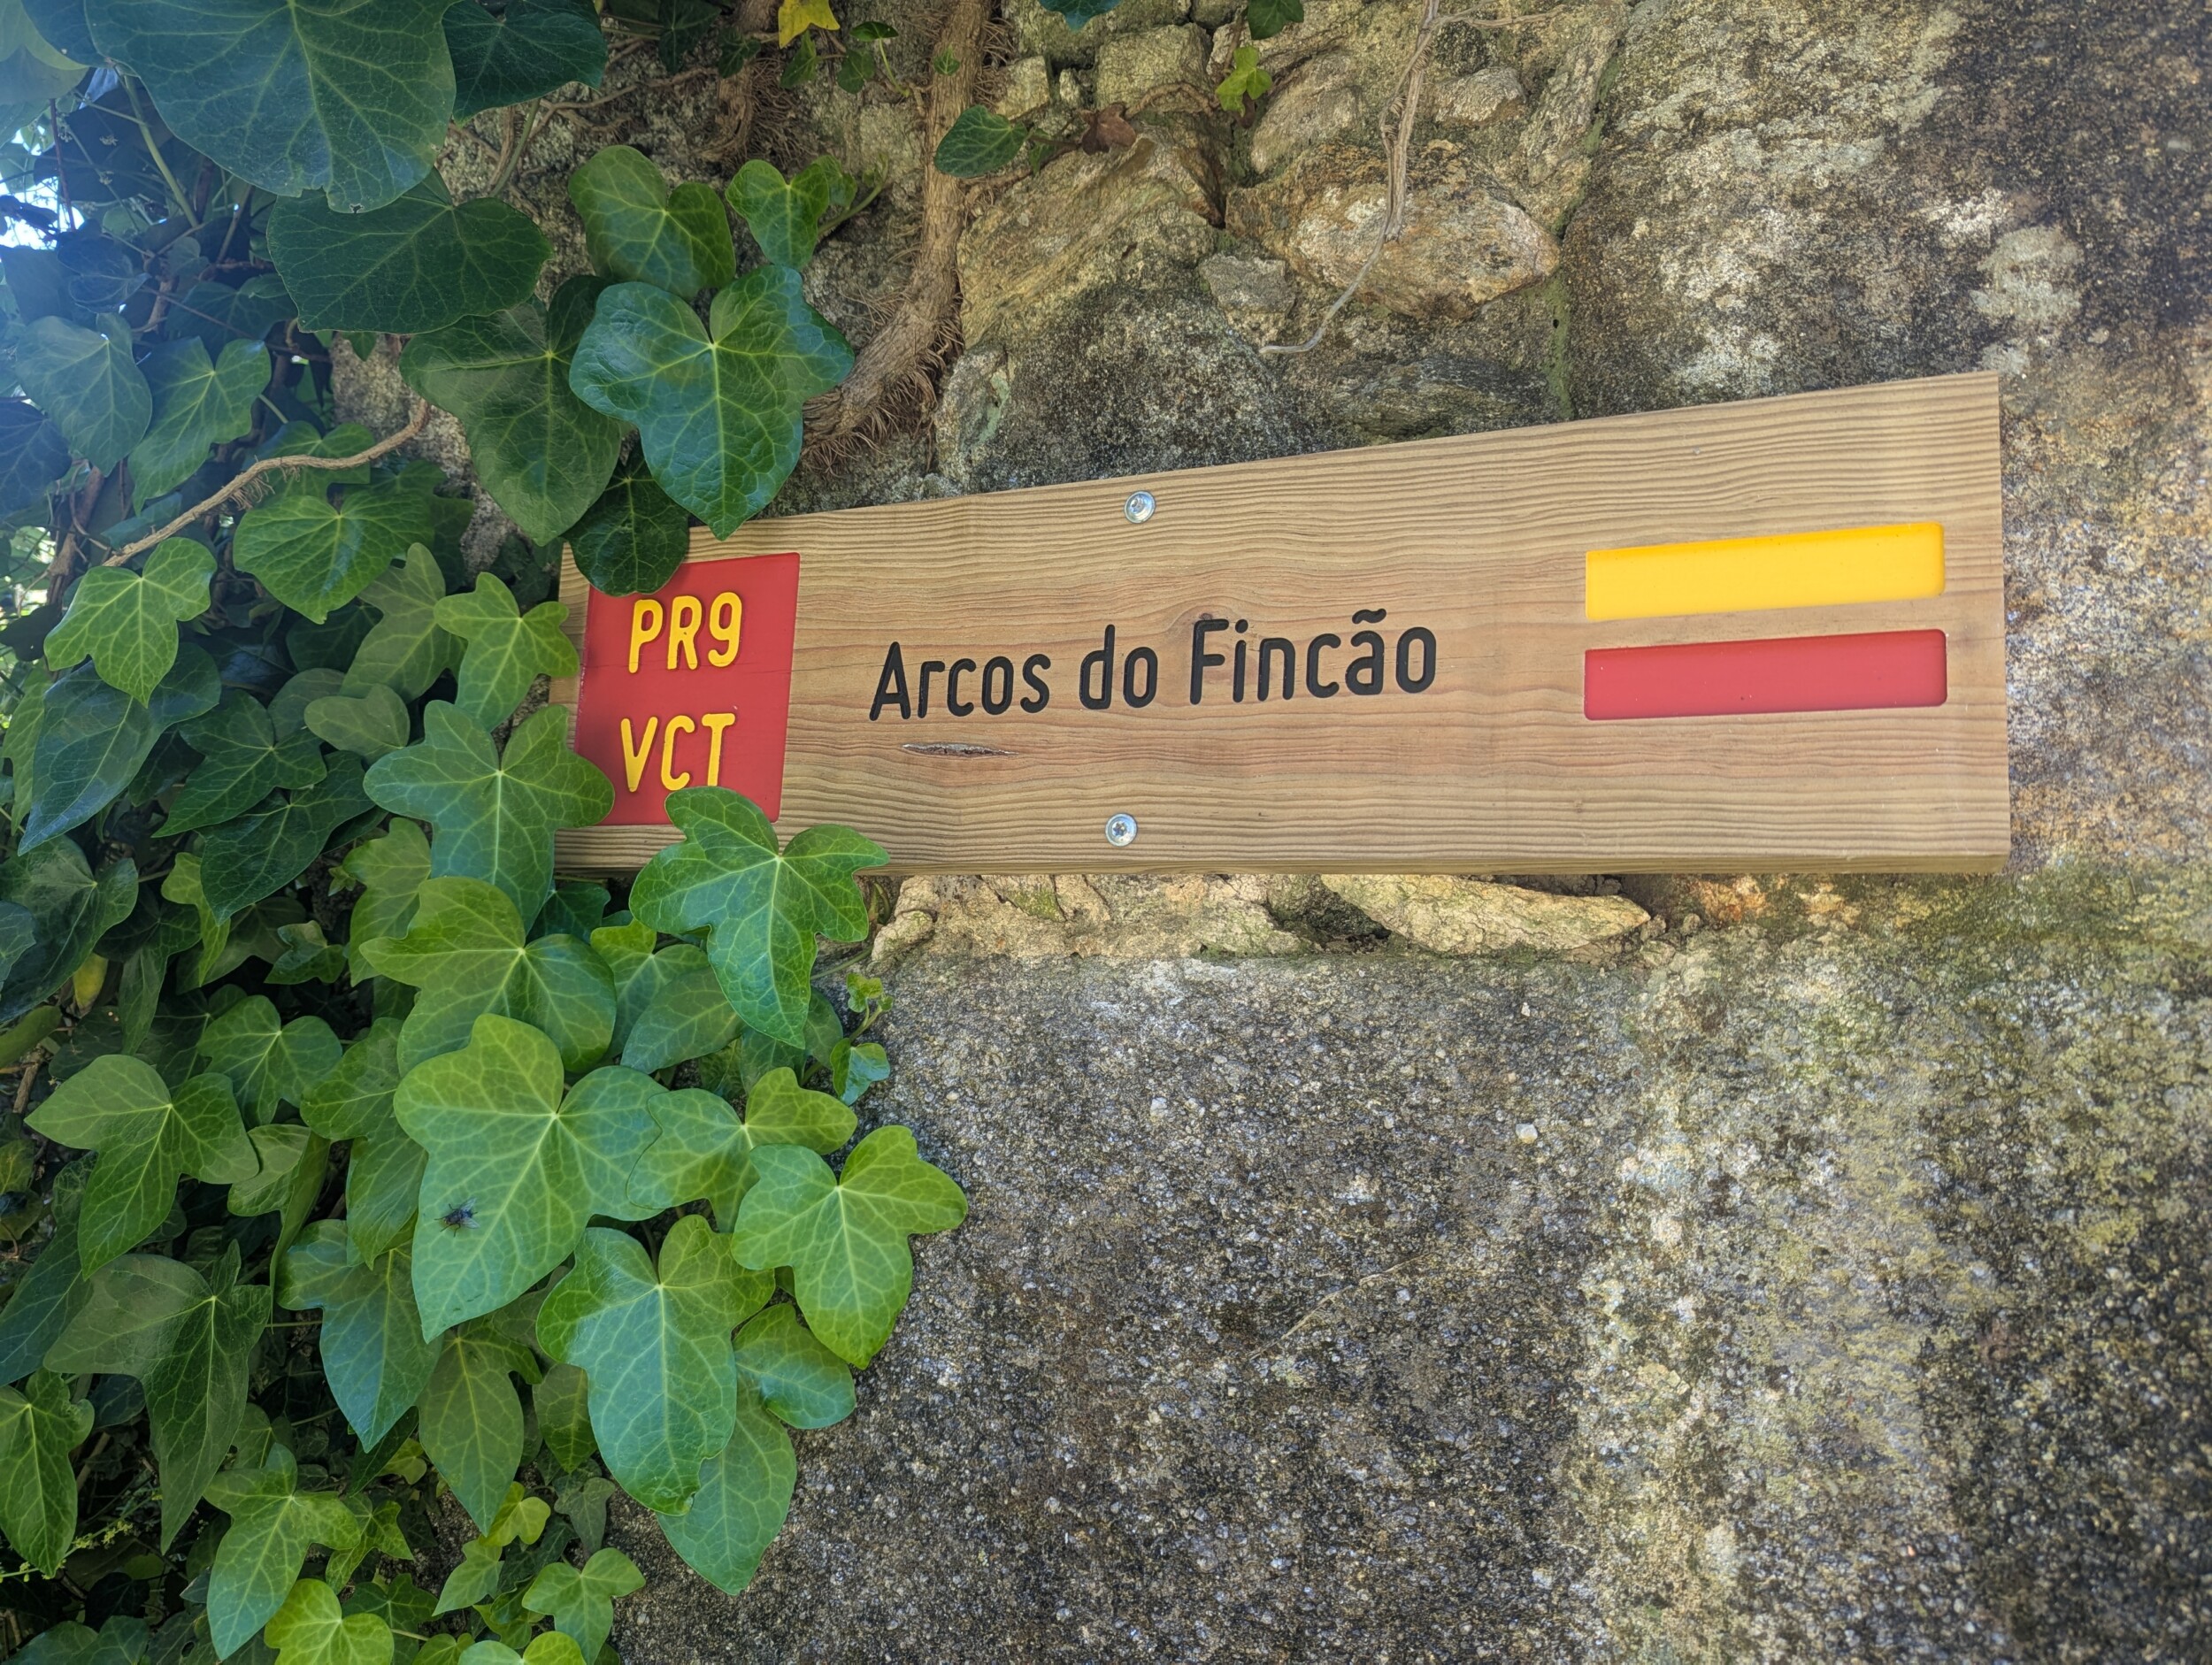 PR9
VCT
Arcos do Fincão